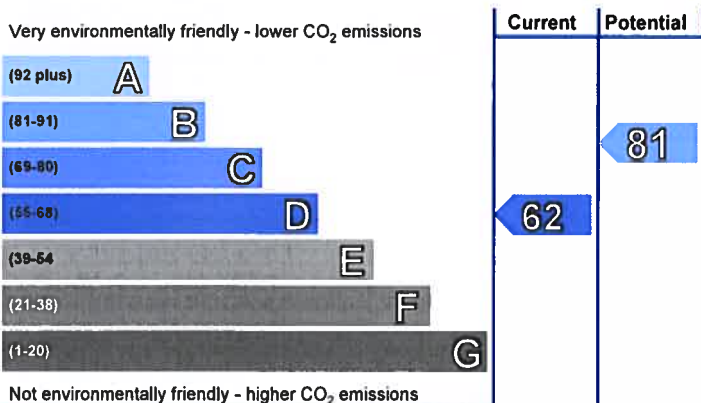 Current Potential
Very environmentally friendly - lower CO₂ emissions
(92 plus) A
(81-91) B
81
(69-80) C
(55-68) D
62
(39-54 E
(21-38) F
(1-20) G
Not environmentally friendly - higher CO₂ emissions